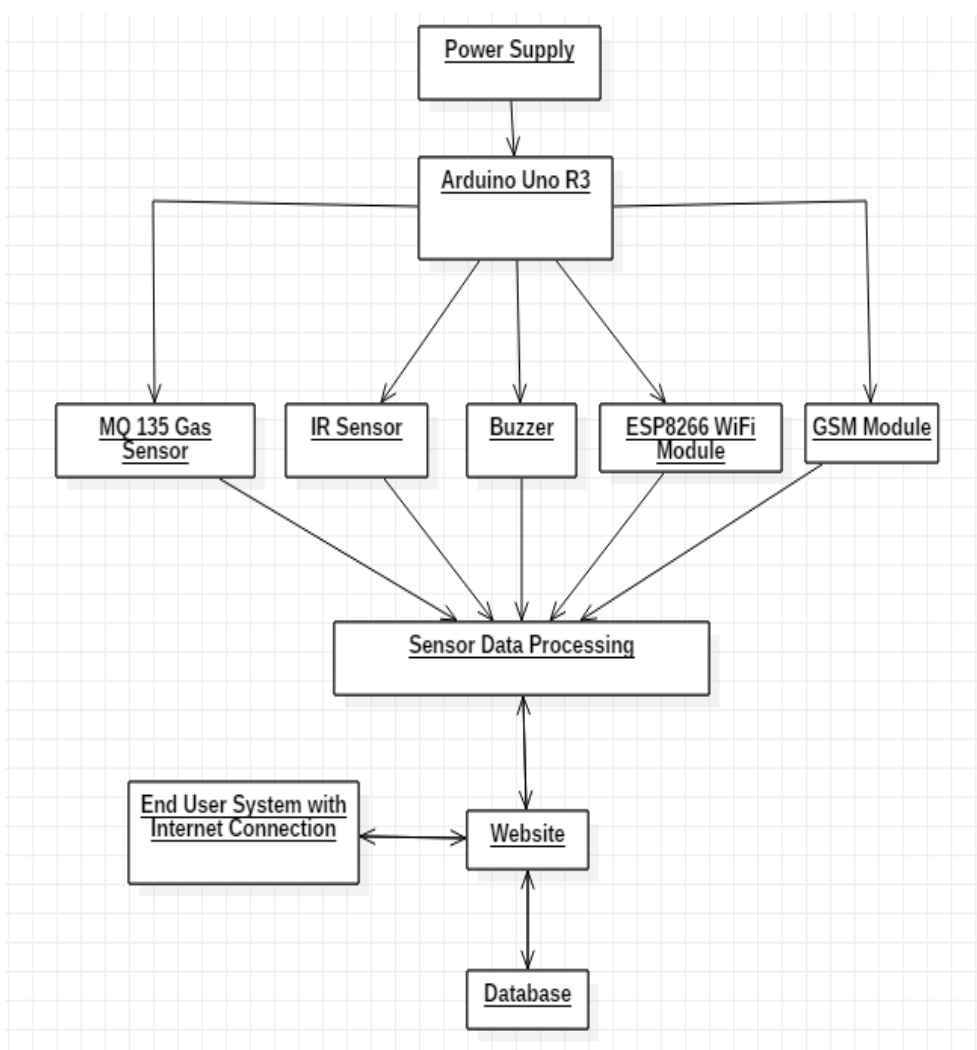 Power Supply
Arduino Uno R3
MQ 135 Gas
Sensor
IR Sensor
Buzzer
ESP8266 WiFi
Module
GSM Module
Sensor Data Processing
End User System with
Internet Connection
Website
Database